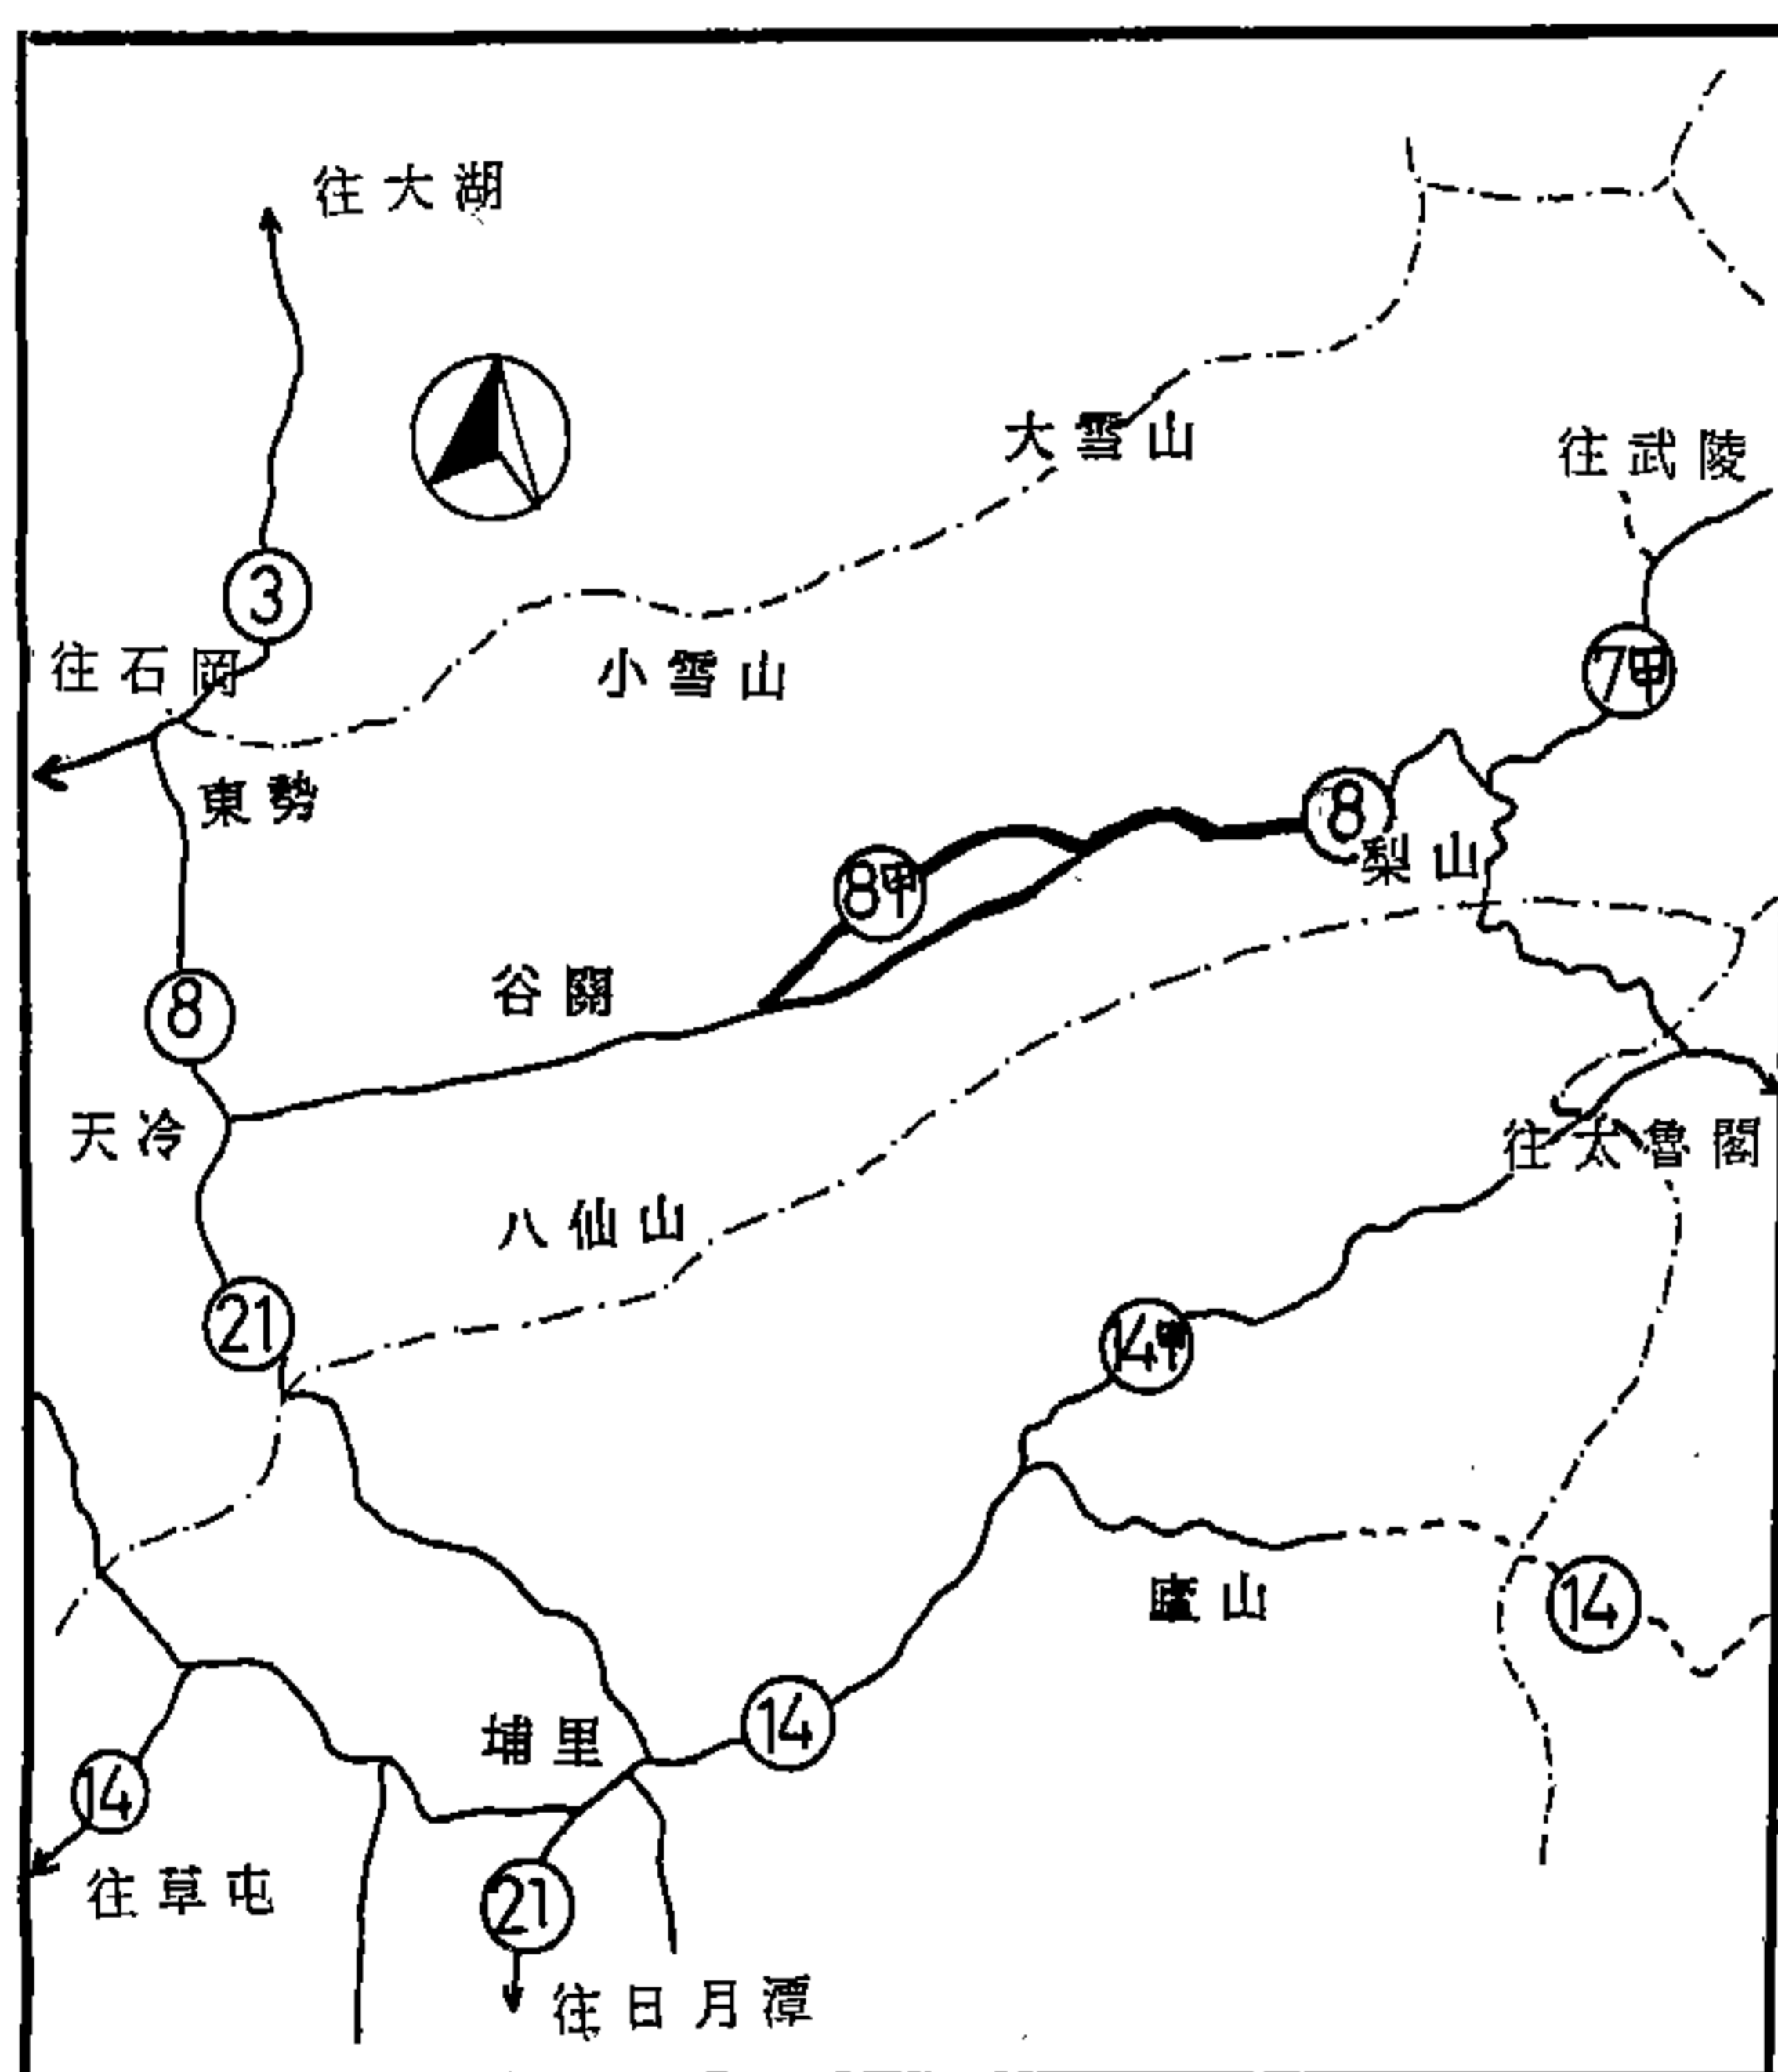 往大湖
大雪山
往武陵
3
往石岡
小雪山
7甲
東勢
8
梨山
8甲
谷關
8
天冷
往太魯閣
八仙山
21
14甲
廬山
14
埔里
14
14
往草屯
21
往日月潭